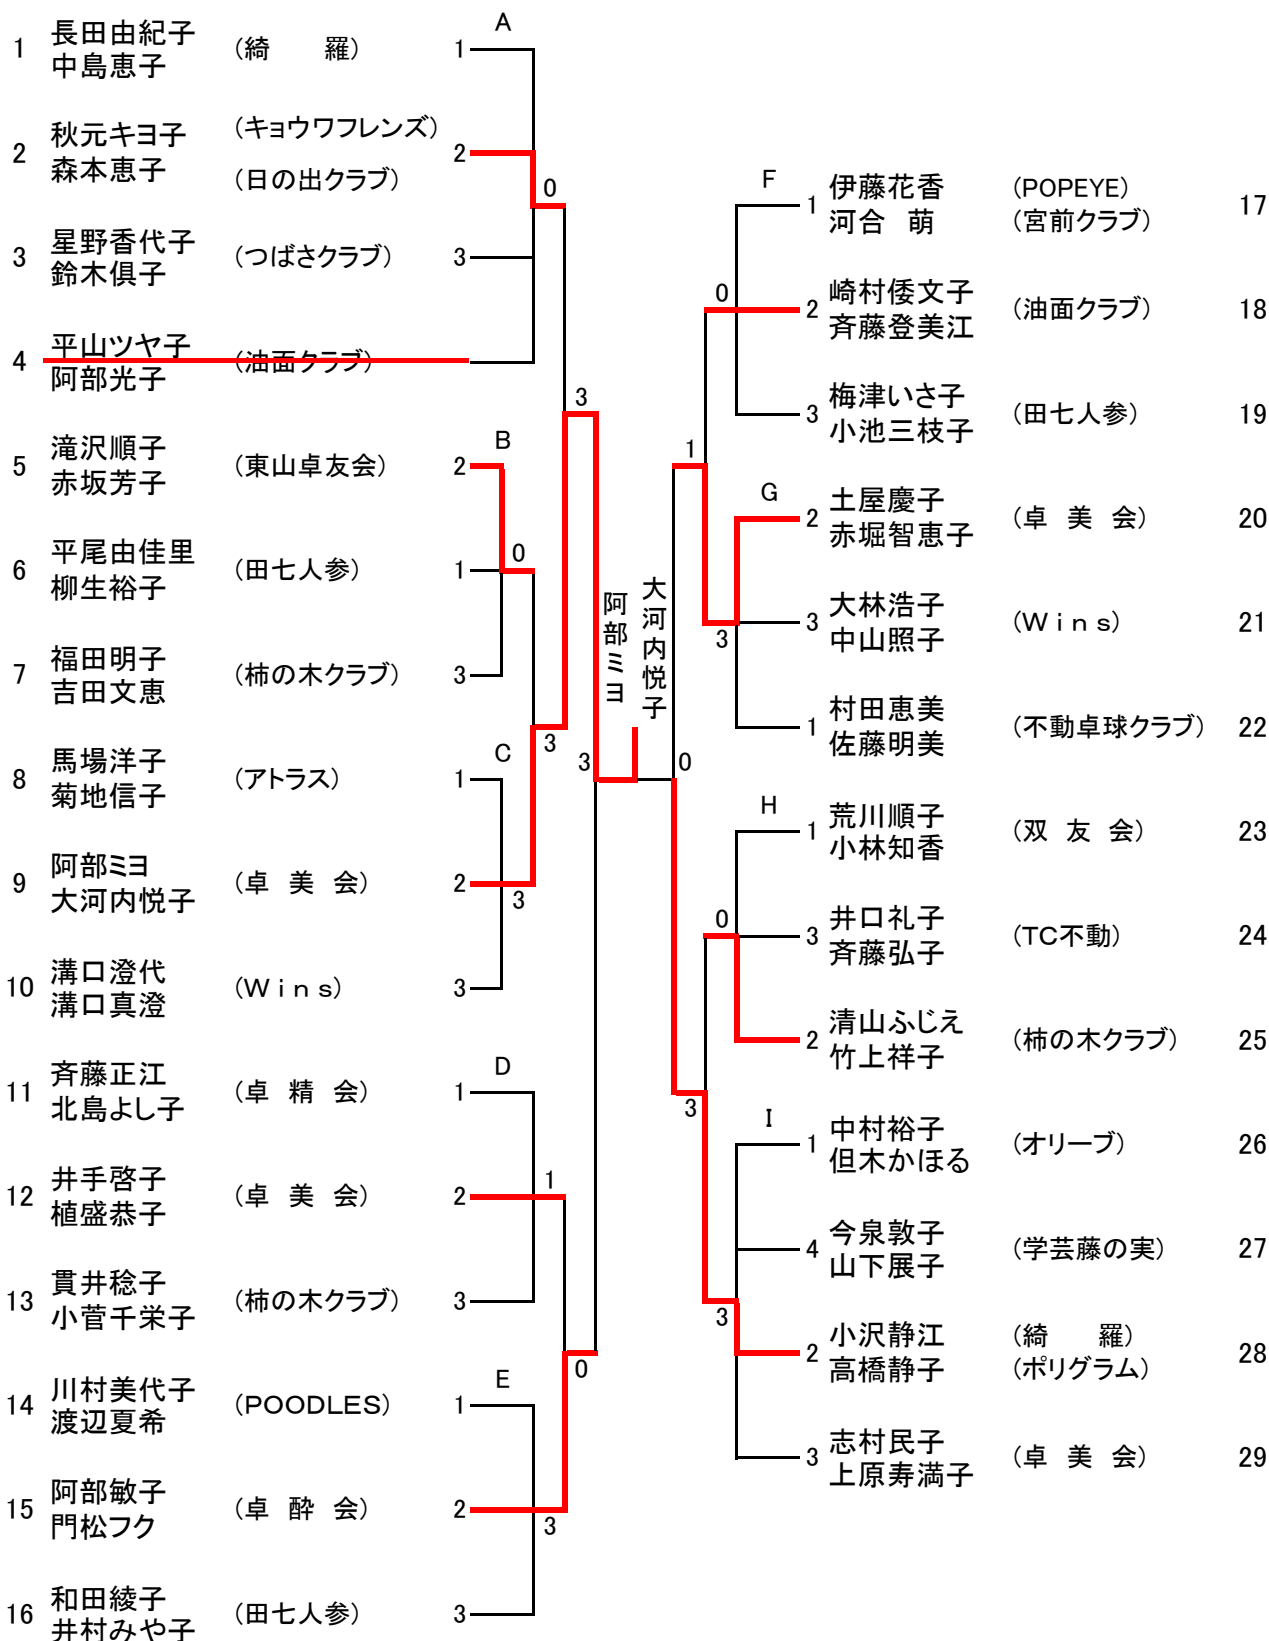 A
1 長田由紀子 (綺　　羅) 1
中島恵子
2 秋元キヨ子 (キョウワフレンズ) 2
森本恵子 (日の出クラブ)
0
3 星野香代子 (つばさクラブ) 3
鈴木俱子
4 平山ツヤ子 (油面クラブ)
阿部光子
3
B
5 滝沢順子 (東山卓友会) 2
赤坂芳子
0
6 平尾由佳里 (田七人参) 1
柳生裕子
7 福田明子 (柿の木クラブ) 3
吉田文恵
3
C
8 馬場洋子 (アトラス) 1
菊地信子
9 阿部ミヨ (卓 美 会) 2
大河内悦子
3
10 溝口澄代 (Ｗｉｎｓ) 3
溝口真澄
D
11 斉藤正江 (卓 精 会) 1
北島よし子
12 井手啓子 (卓 美 会) 2
植盛恭子
1
13 貫井稔子 (柿の木クラブ) 3
小菅千栄子
0
E
14 川村美代子 (POODLES) 1
渡辺夏希
15 阿部敏子 (卓 酔 会) 2
門松フク
3
16 和田綾子 (田七人参) 3
井村みや子
3
阿部ミヨ
大河内悦子
0
F
1 伊藤花香 (POPEYE) 17
河合　萌 (宮前クラブ)
0
2 崎村倭文子 (油面クラブ) 18
斉藤登美江
3 梅津いさ子 (田七人参) 19
小池三枝子
1
G
2 土屋慶子 (卓 美 会) 20
赤堀智恵子
3 大林浩子 (Ｗｉｎｓ) 21
中山照子
3
1 村田恵美 (不動卓球クラブ) 22
佐藤明美
H
1 荒川順子 (双 友 会) 23
小林知香
0
3 井口礼子 (TC不動) 24
斉藤弘子
2 清山ふじえ (柿の木クラブ) 25
竹上祥子
3
I
1 中村裕子 (オリーブ) 26
但木かほる
4 今泉敦子 (学芸藤の実) 27
山下展子
3
2 小沢静江 (綺　　羅) 28
高橋静子 (ポリグラム)
3 志村民子 (卓 美 会) 29
上原寿満子